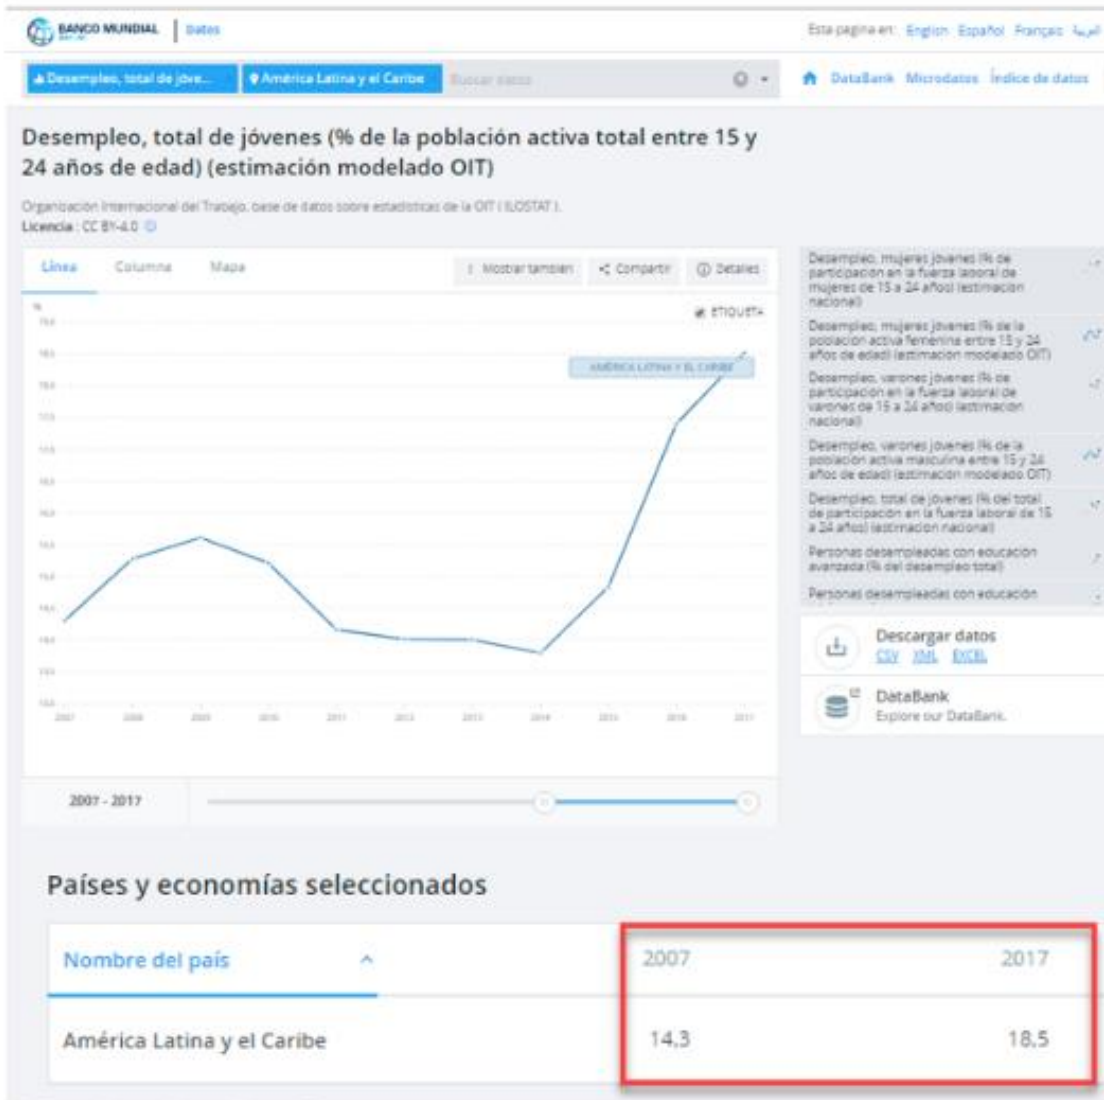 BANCO MUNDIAL Datos
Esta página en: English Español Français العربية
Desempleo, total de jóve... América Latina y el Caribe Buscar datos
DataBank Microdatos Índice de datos
Desempleo, total de jóvenes (% de la población activa total entre 15 y
24 años de edad) (estimación modelado OIT)
Organización Internacional del Trabajo, base de datos sobre estadísticas de la OIT ( ILOSTAT ).
Licencia : CC BY-4.0
Línea Columna Mapa Mostrar también Compartir Detalles
%
ETIQUETA
AMÉRICA LATINA Y EL CARIBE
2007 2008 2009 2010 2011 2012 2013 2014 2015 2016 2017
2007 - 2017
Desempleo, mujeres jóvenes (% de
participación en la fuerza laboral de
mujeres de 15 a 24 años) (estimación
nacional)
Desempleo, mujeres jóvenes (% de la
población activa femenina entre 15 y 24
años de edad) (estimación modelado OIT)
Desempleo, varones jóvenes (% de
participación en la fuerza laboral de
varones de 15 a 24 años) (estimación
nacional)
Desempleo, varones jóvenes (% de la
población activa masculina entre 15 y 24
años de edad) (estimación modelado OIT)
Desempleo, total de jóvenes (% del total
de participación en la fuerza laboral de 15
a 24 años) (estimación nacional)
Personas desempleadas con educación
avanzada (% del desempleo total)
Personas desempleadas con educación
Descargar datos
CSV XML EXCEL
DataBank
Explore our DataBank.
Países y economías seleccionados
Nombre del país 2007 2017
América Latina y el Caribe 14,3 18,5